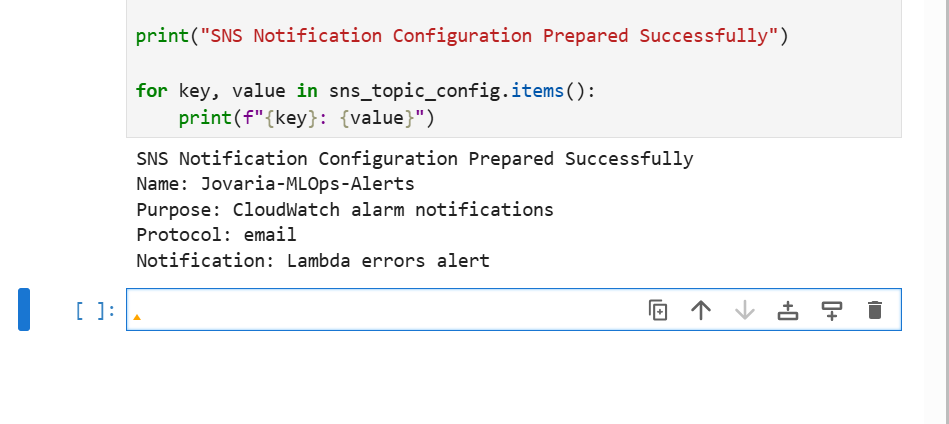 print("SNS Notification Configuration Prepared Successfully")
for key, value in sns_topic_config.items():
    print(f"{key}: {value}")
SNS Notification Configuration Prepared Successfully
Name: Jovaria-MLOps-Alerts
Purpose: CloudWatch alarm notifications
Protocol: email
Notification: Lambda errors alert
[ ]: